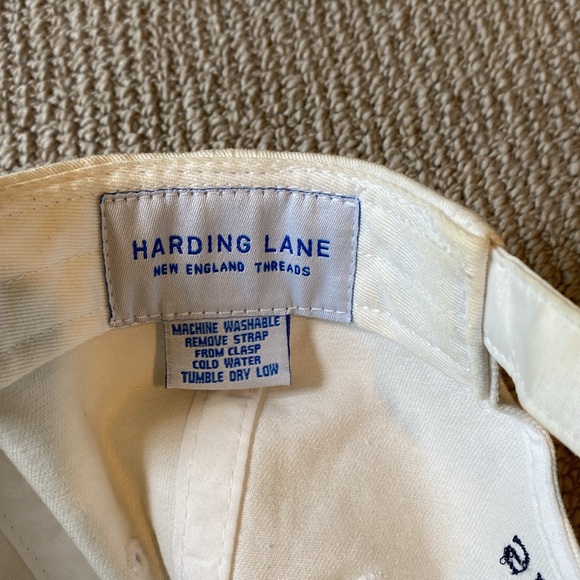 HARDING LANE
NEW ENGLAND THREADS
MACHINE WASHABLE
REMOVE STRAP
FROM CLASP
COLD WATER
TUMBLE DRY LOW